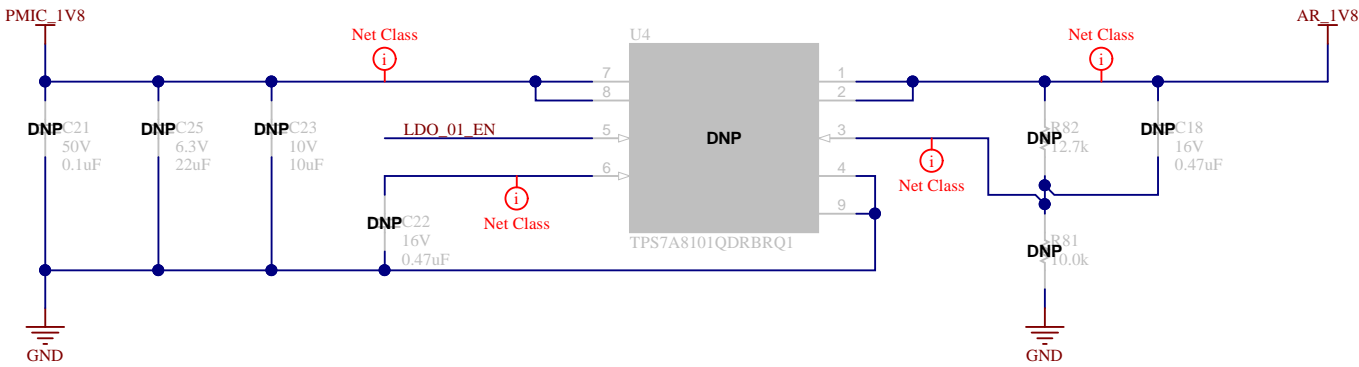 PMIC_1V8
AR_1V8
Net Class
i
U4
Net Class
i
7
8
1
2
DNP
C21
50V
0.1uF
DNP
C25
6.3V
22uF
DNP
C23
10V
10uF
LDO_01_EN
5
DNP
3
i
Net Class
DNP
R82
12.7k
DNP
C18
16V
0.47uF
6
i
Net Class
4
9
DNP
C22
16V
0.47uF
TPS7A8101QDRBRQ1
DNP
R81
10.0k
GND
GND